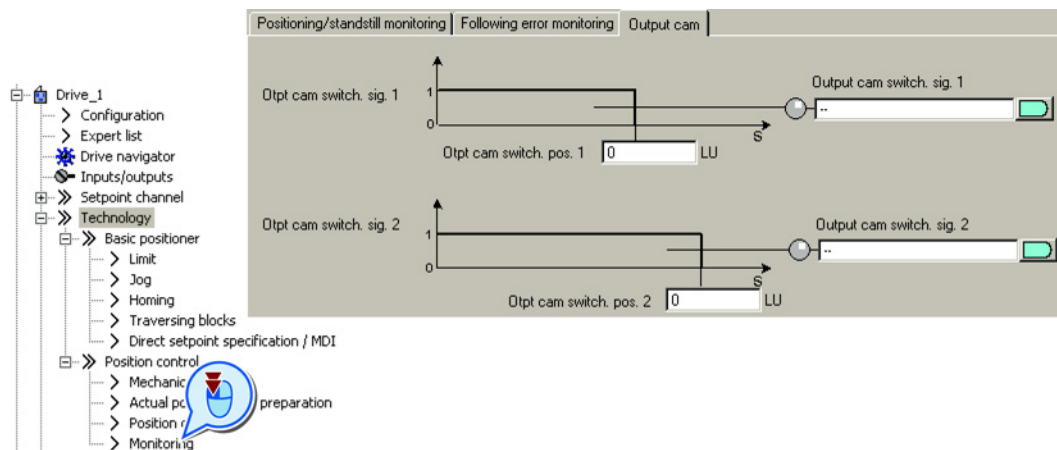 Drive_1
Configuration
Expert list
Drive navigator
Inputs/outputs
Setpoint channel
Technology
Basic positioner
Limit
Jog
Homing
Traversing blocks
Direct setpoint specification / MDI
Position control
Mechanic
Actual po preparation
Position
Monitoring
Positioning/standstill monitoring Following error monitoring Output cam
Otpt cam switch. sig. 1
1
0
S
Otpt cam switch. pos. 1 0 LU
Output cam switch. sig. 1
--
Otpt cam switch. sig. 2
1
0
S
Otpt cam switch. pos. 2 0 LU
Output cam switch. sig. 2
--